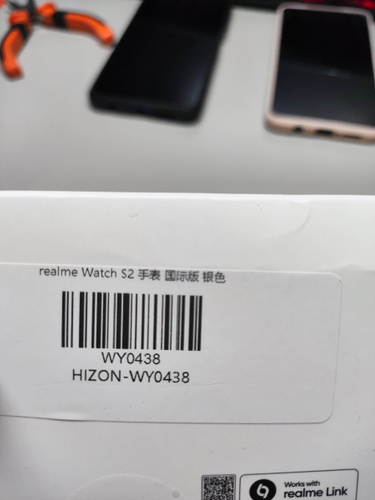 realme Watch S2 手表 国际版 银色
WY0438
HIZON-WY0438
Works with
realme Link